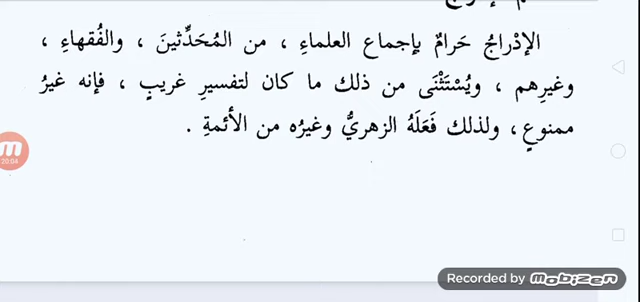 الإدْراجُ حَرامٌ بإجماع العلماءِ ، من المُحَدِّثينَ ، والفُقهاءِ ،
وغيرِهم ، ويُسْتَثْنَى من ذلك ما كان لتفسيرِ غريبٍ ، فإنه غيرُ
ممنوعٍ ، ولذلك فَعَلَهُ الزهريُّ وغيرُه من الأئمةِ .
Recorded by mobizen